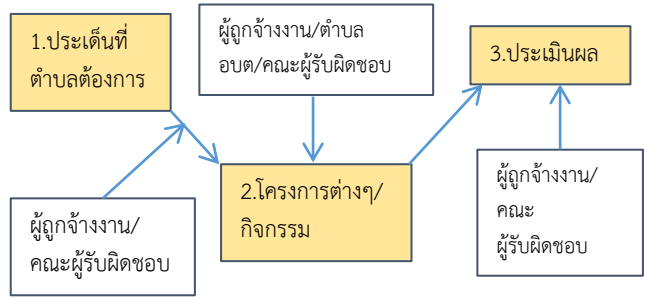 1.ประเด็นที่
ตำบลต้องการ
ผู้ถูกจ้างงาน/ตำบล
อบต/คณะผู้รับผิดชอบ
3.ประเมินผล
ผู้ถูกจ้างงาน/
คณะผู้รับผิดชอบ
2.โครงการต่างๆ/
กิจกรรม
ผู้ถูกจ้างงาน/
คณะ
ผู้รับผิดชอบ